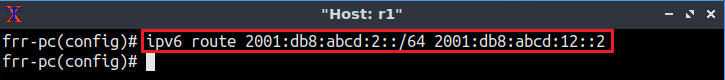 "Host: r1"
frr-pc(config)# ipv6 route 2001:db8:abcd:2::/64 2001:db8:abcd:12::2
frr-pc(config)#